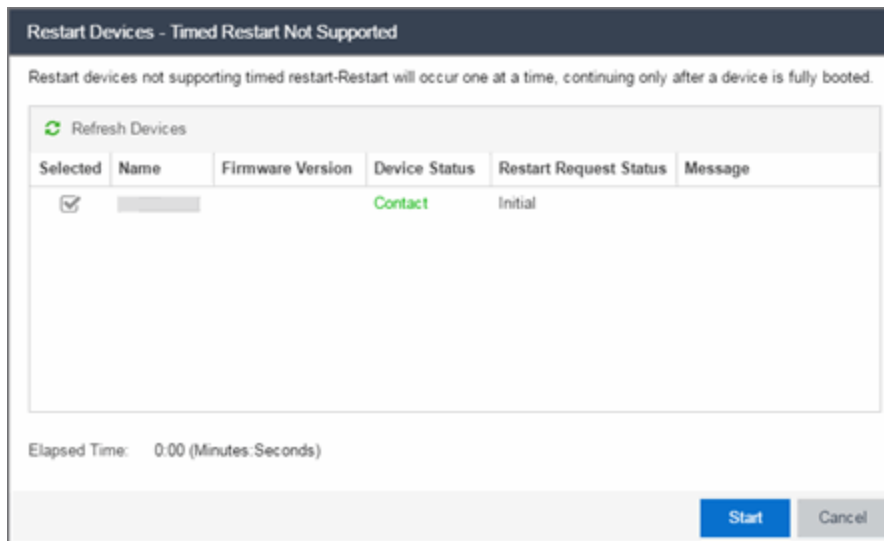 Restart Devices - Timed Restart Not Supported
Restart devices not supporting timed restart-Restart will occur one at a time, continuing only after a device is fully booted.
Refresh Devices
Selected Name Firmware Version Device Status Restart Request Status Message
Contact Initial
Elapsed Time: 0:00 (Minutes:Seconds)
Start Cancel